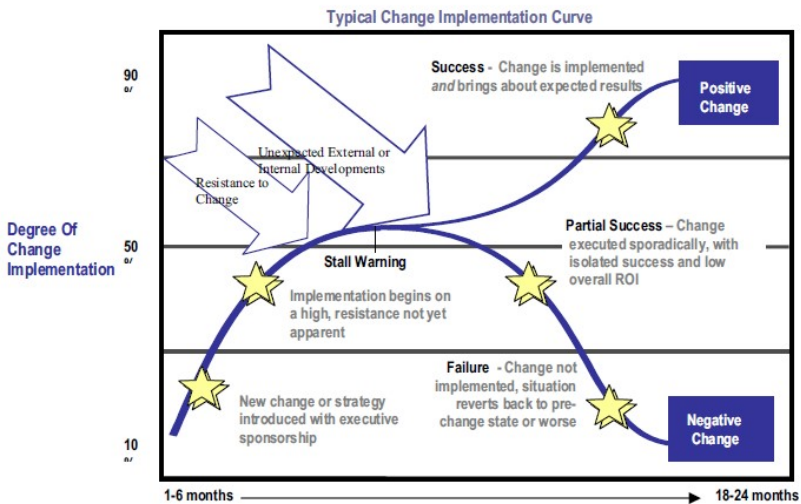 Typical Change Implementation Curve
90
%
Success - Change is implemented
and brings about expected results
Positive
Change
Unexpected External or
Internal Developments
Resistance to
Change
Degree Of
Change
Implementation
50
%
Partial Success – Change
executed sporadically, with
isolated success and low
overall ROI
Stall Warning
Implementation begins on
a high, resistance not yet
apparent
Failure - Change not
implemented, situation
reverts back to pre-
change state or worse
New change or strategy
introduced with executive
sponsorship
Negative
Change
10
%
1-6 months
18-24 months